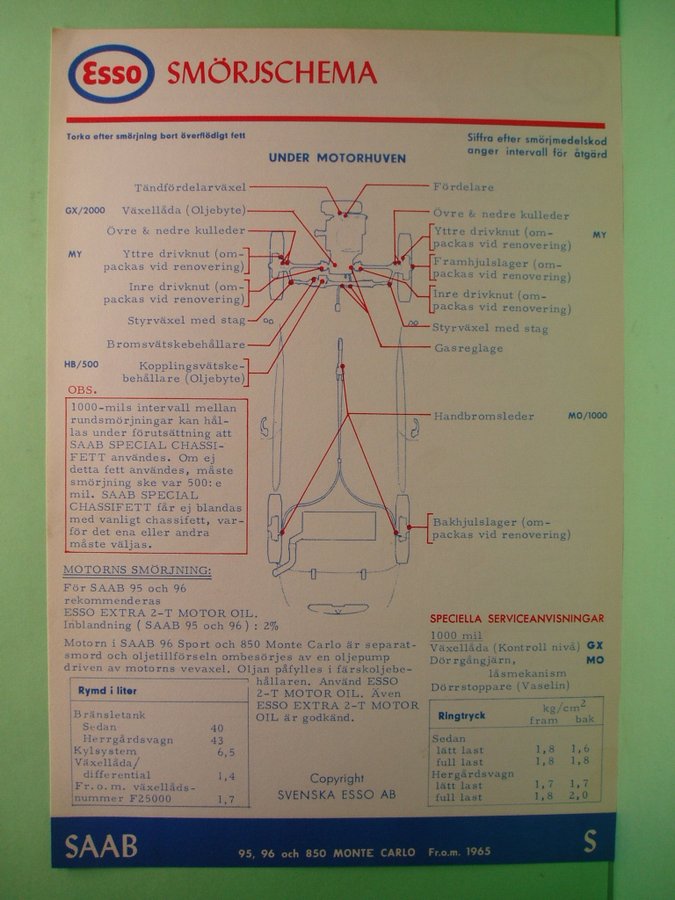 Esso SMÖRJSCHEMA
Torka efter smörjning bort överflödigt fett
Siffra efter smörjmedelskod
anger intervall för åtgärd
UNDER MOTORHUVEN
Tändfördelarväxel
GX/2000 Växellåda (Oljebyte)
Övre & nedre kulleder
MY Yttre drivknut (om-
packas vid renovering)
Inre drivknut (om-
packas vid renovering)
Styrväxel med stag
Bromsvätskebehållare
HB/500 Kopplingsvätske-
behållare (Oljebyte)
Fördelare
Övre & nedre kulleder
Yttre drivknut (om- MY
packas vid renovering)
Framhjulslager (om-
packas vid renovering)
Inre drivknut (om-
packas vid renovering)
Styrväxel med stag
Gasreglage
Handbromsleder MO/1000
Bakhjulslager (om-
packas vid renovering)
OBS.
1000-mils intervall mellan
rundsmörjningar kan hål-
las under förutsättning att
SAAB SPECIAL CHASSI-
FETT användes. Om ej
detta fett användes, måste
smörjning ske var 500:e
mil. SAAB SPECIAL
CHASSIFETT får ej blandas
med vanligt chassifett, var-
för det ena eller andra
måste väljas.
MOTORNS SMÖRJNING:
För SAAB 95 och 96
rekommenderas
ESSO EXTRA 2-T MOTOR OIL.
Inblandning (SAAB 95 och 96) : 2%
Motorn i SAAB 96 Sport och 850 Monte Carlo är separat-
smord och oljetillförseln ombesörjes av en oljepump
driven av motorns vevaxel. Oljan påfylles i färskoljebe-
hållaren. Använd ESSO
2-T MOTOR OIL. Även
ESSO EXTRA 2-T MOTOR
OIL är godkänd.
Rymd i liter
Bränsletank
Sedan 40
Herrgårdsvagn 43
Kylsystem 6,5
Växellåda/
differential 1,4
Fr.o.m. växellåds-
nummer F25000 1,7
Copyright
SVENSKA ESSO AB
SPECIELLA SERVICEANVISNINGAR
1000 mil
Växellåda (Kontroll nivå) GX
Dörrgångjärn, MO
låsmekanism
Dörrstoppare (Vaselin)
Ringtryck kg/cm2
fram bak
Sedan
lätt last 1,8 1,6
full last 1,8 1,8
Hergårdsvagn
lätt last 1,7 1,7
full last 1,8 2,0
SAAB 95, 96 och 850 MONTE CARLO Fr.o.m. 1965 S